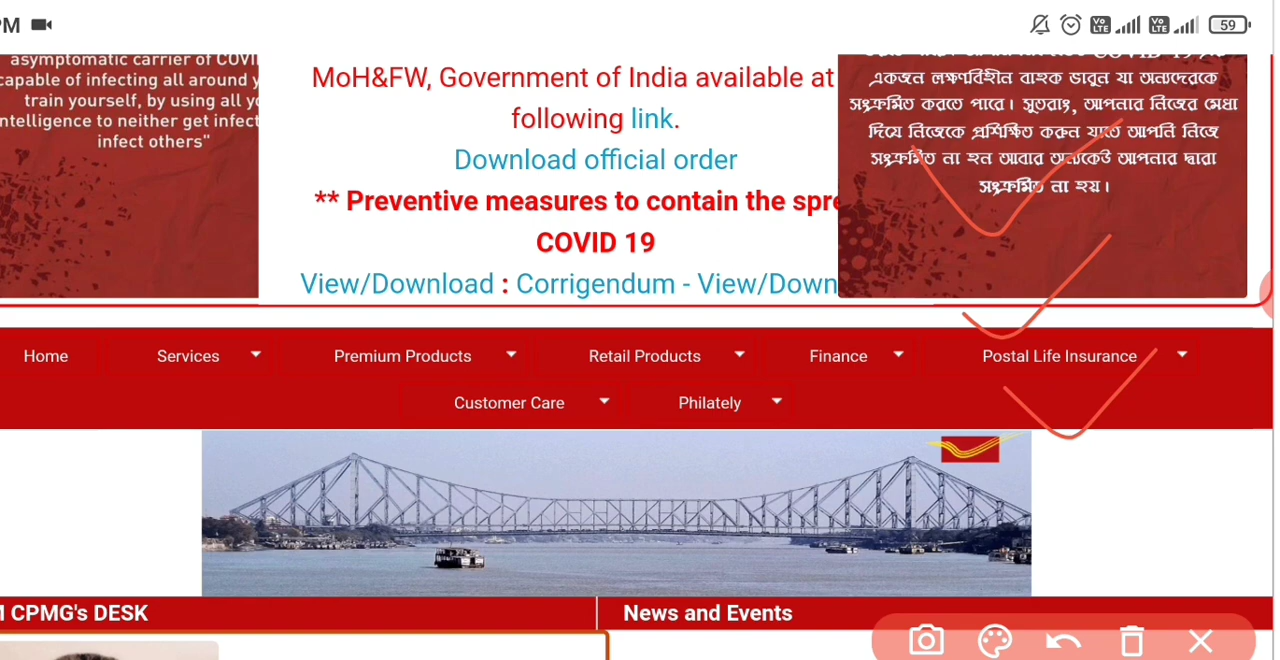 PM
59
asymptomatic carrier of COVI
capable of infecting all around y
train yourself, by using all yo
ntelligence to neither get infect
infect others"
MoH&FW, Government of India available at
following link.
Download official order
** Preventive measures to contain the spre
COVID 19
View/Download : Corrigendum - View/Down
একজন লক্ষণবিহীন বাহক ভাবুন যা অন্যদেরকে
সংক্রমিত করতে পারে। সুতরাং, আপনার নিজের মেধা
দিয়ে নিজেকে প্রশিক্ষিত করুন যাতে আপনি নিজে
সংক্রমিত না হন আবার অন্যকেউ আপনার দ্বারা
সংক্রমিত না হয়।
Home Services Premium Products Retail Products Finance Postal Life Insurance
Customer Care Philately
M CPMG's DESK
News and Events